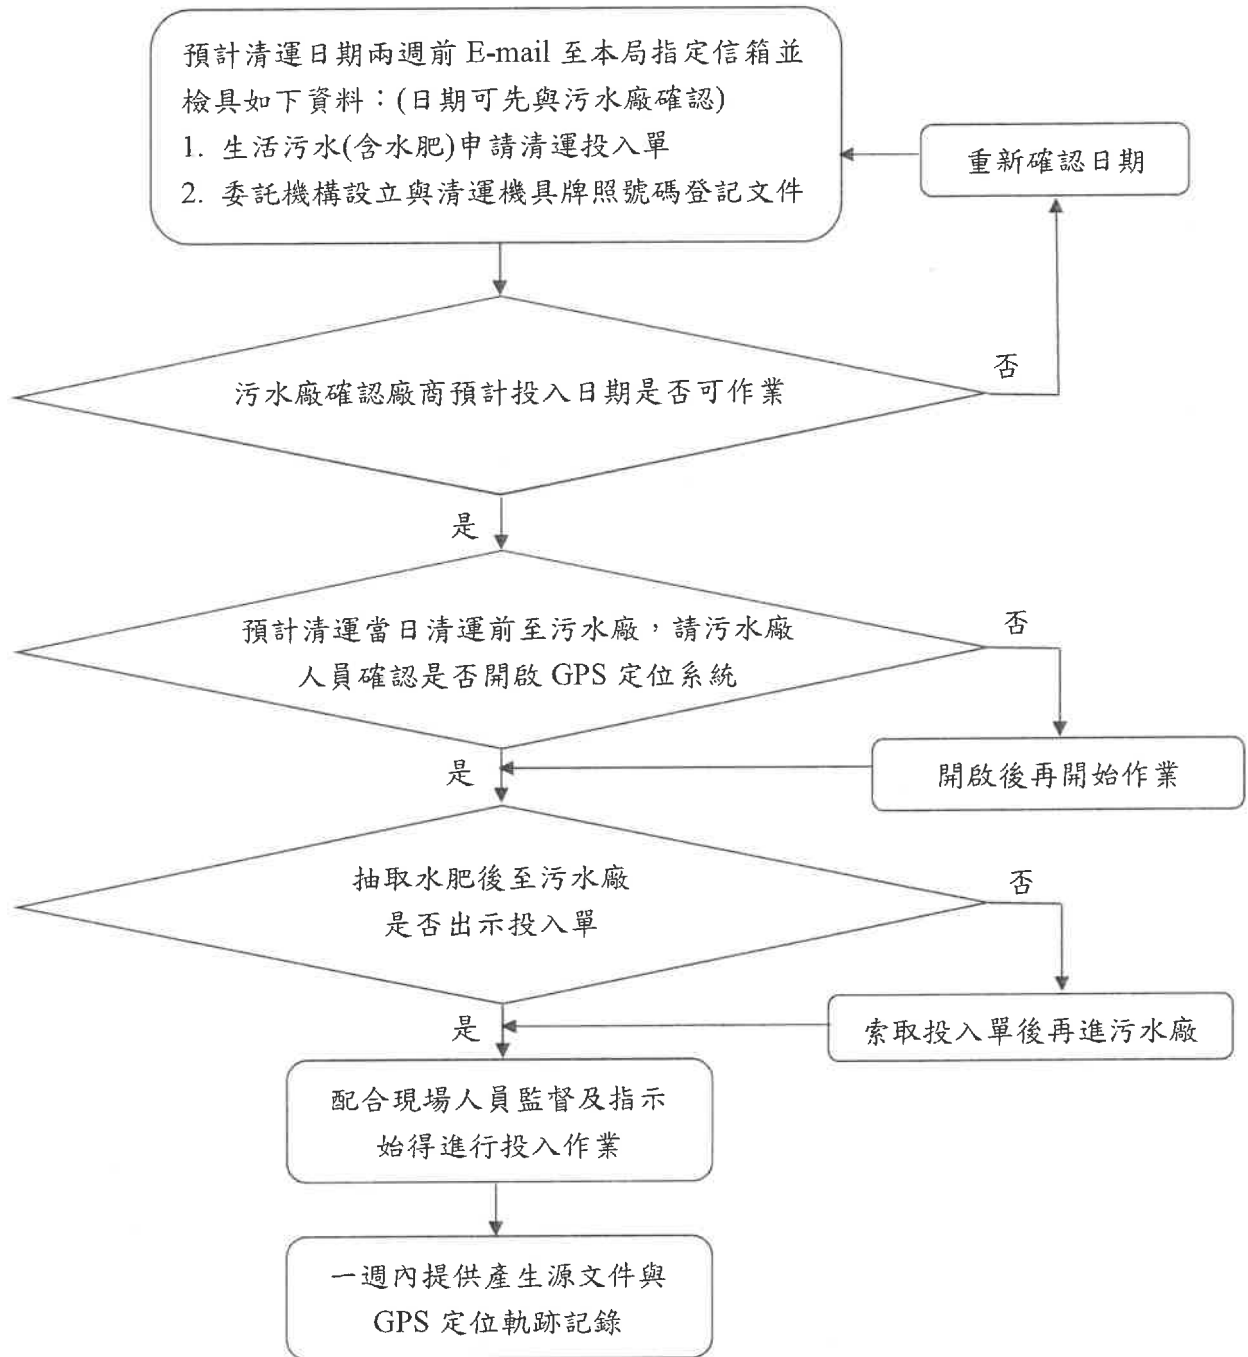 預計清運日期兩週前 E-mail 至本局指定信箱並
檢具如下資料：(日期可先與污水廠確認)
1. 生活污水(含水肥)申請清運投入單
2. 委託機構設立與清運機具牌照號碼登記文件
重新確認日期
污水廠確認廠商預計投入日期是否可作業
否
是
預計清運當日清運前至污水廠，請污水廠
人員確認是否開啟 GPS 定位系統
否
是
開啟後再開始作業
抽取水肥後至污水廠
是否出示投入單
否
是
索取投入單後再進污水廠
配合現場人員監督及指示
始得進行投入作業
一週內提供產生源文件與
GPS 定位軌跡記錄